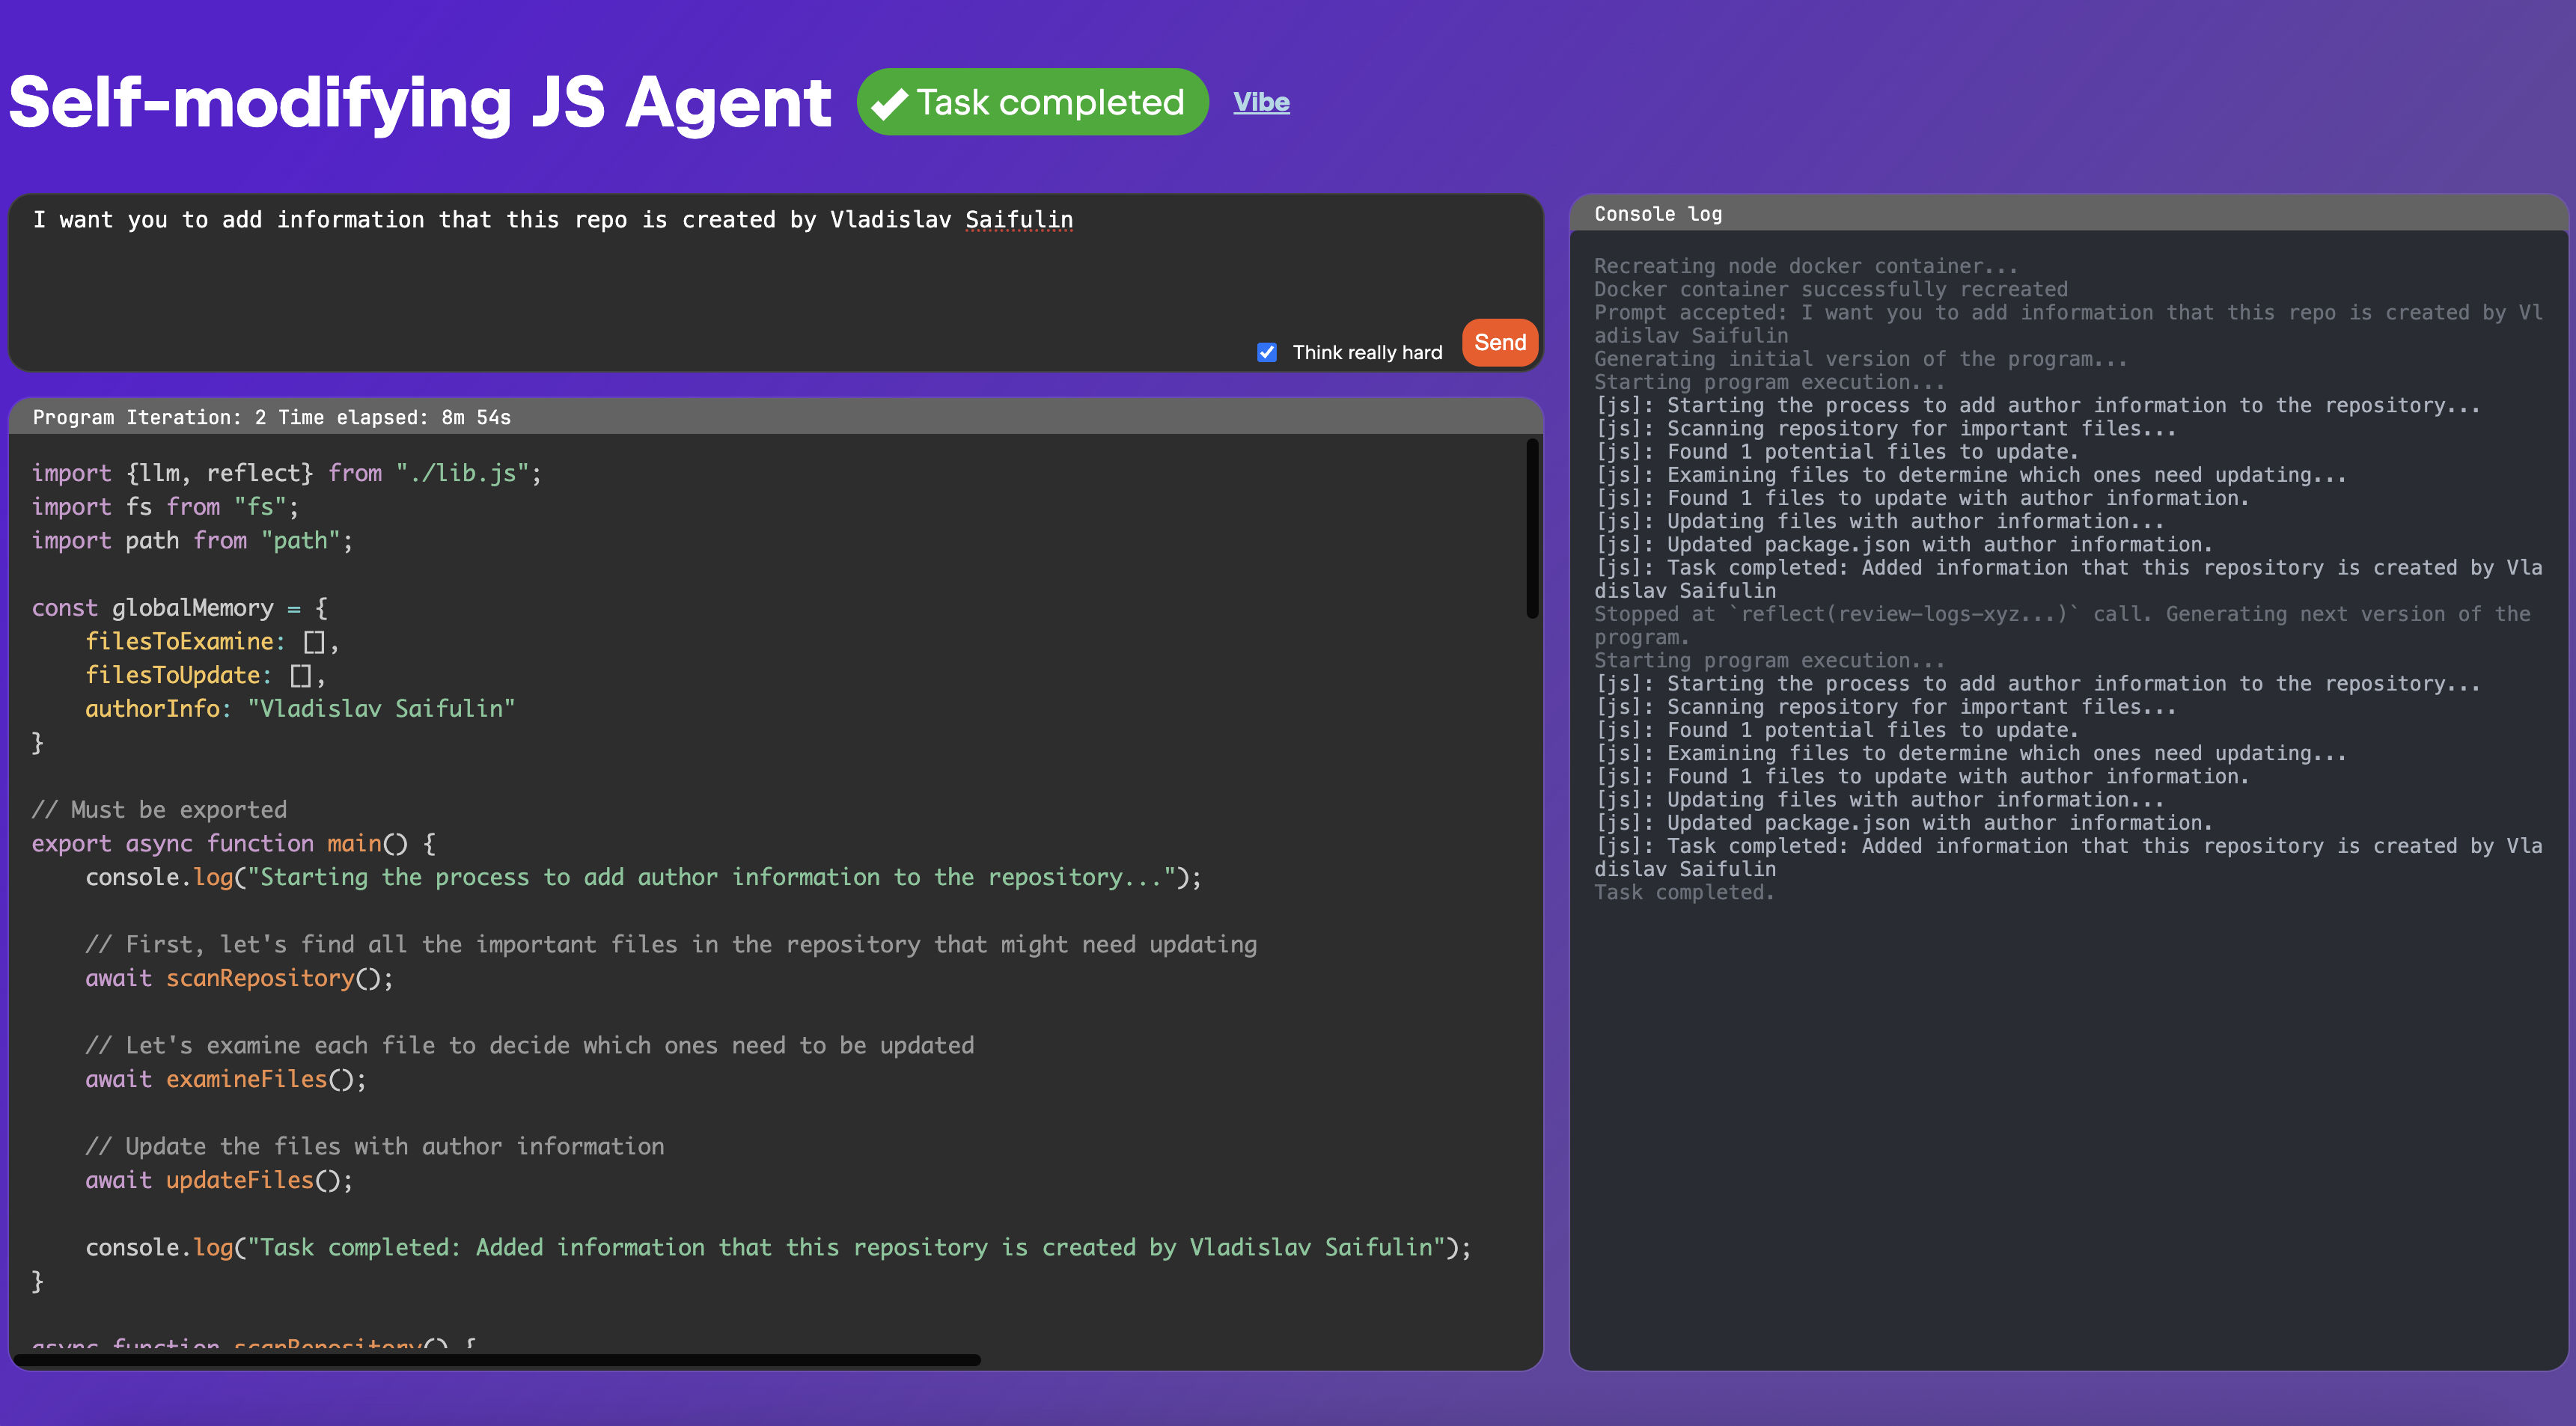 Self-modifying JS Agent
Task completed
Vibe
I want you to add information that this repo is created by Vladislav Saifulin
Think really hard
Send
Program Iteration: 2 Time elapsed: 8m 54s
import {llm, reflect} from "./lib.js";
import fs from "fs";
import path from "path";
const globalMemory = {
    filesToExamine: [],
    filesToUpdate: [],
    authorInfo: "Vladislav Saifulin"
}
// Must be exported
export async function main() {
    console.log("Starting the process to add author information to the repository...");
    // First, let's find all the important files in the repository that might need updating
    await scanRepository();
    // Let's examine each file to decide which ones need to be updated
    await examineFiles();
    // Update the files with author information
    await updateFiles();
    console.log("Task completed: Added information that this repository is created by Vladislav Saifulin");
}
async function scanRepository() {
Console log
Recreating node docker container...
Docker container successfully recreated
Prompt accepted: I want you to add information that this repo is created by Vl
adislav Saifulin
Generating initial version of the program...
Starting program execution...
[js]: Starting the process to add author information to the repository...
[js]: Scanning repository for important files...
[js]: Found 1 potential files to update.
[js]: Examining files to determine which ones need updating...
[js]: Found 1 files to update with author information.
[js]: Updating files with author information...
[js]: Updated package.json with author information.
[js]: Task completed: Added information that this repository is created by Vla
dislav Saifulin
Stopped at `reflect(review-logs-xyz...)` call. Generating next version of the
program.
Starting program execution...
[js]: Starting the process to add author information to the repository...
[js]: Scanning repository for important files...
[js]: Found 1 potential files to update.
[js]: Examining files to determine which ones need updating...
[js]: Found 1 files to update with author information.
[js]: Updating files with author information...
[js]: Updated package.json with author information.
[js]: Task completed: Added information that this repository is created by Vla
dislav Saifulin
Task completed.